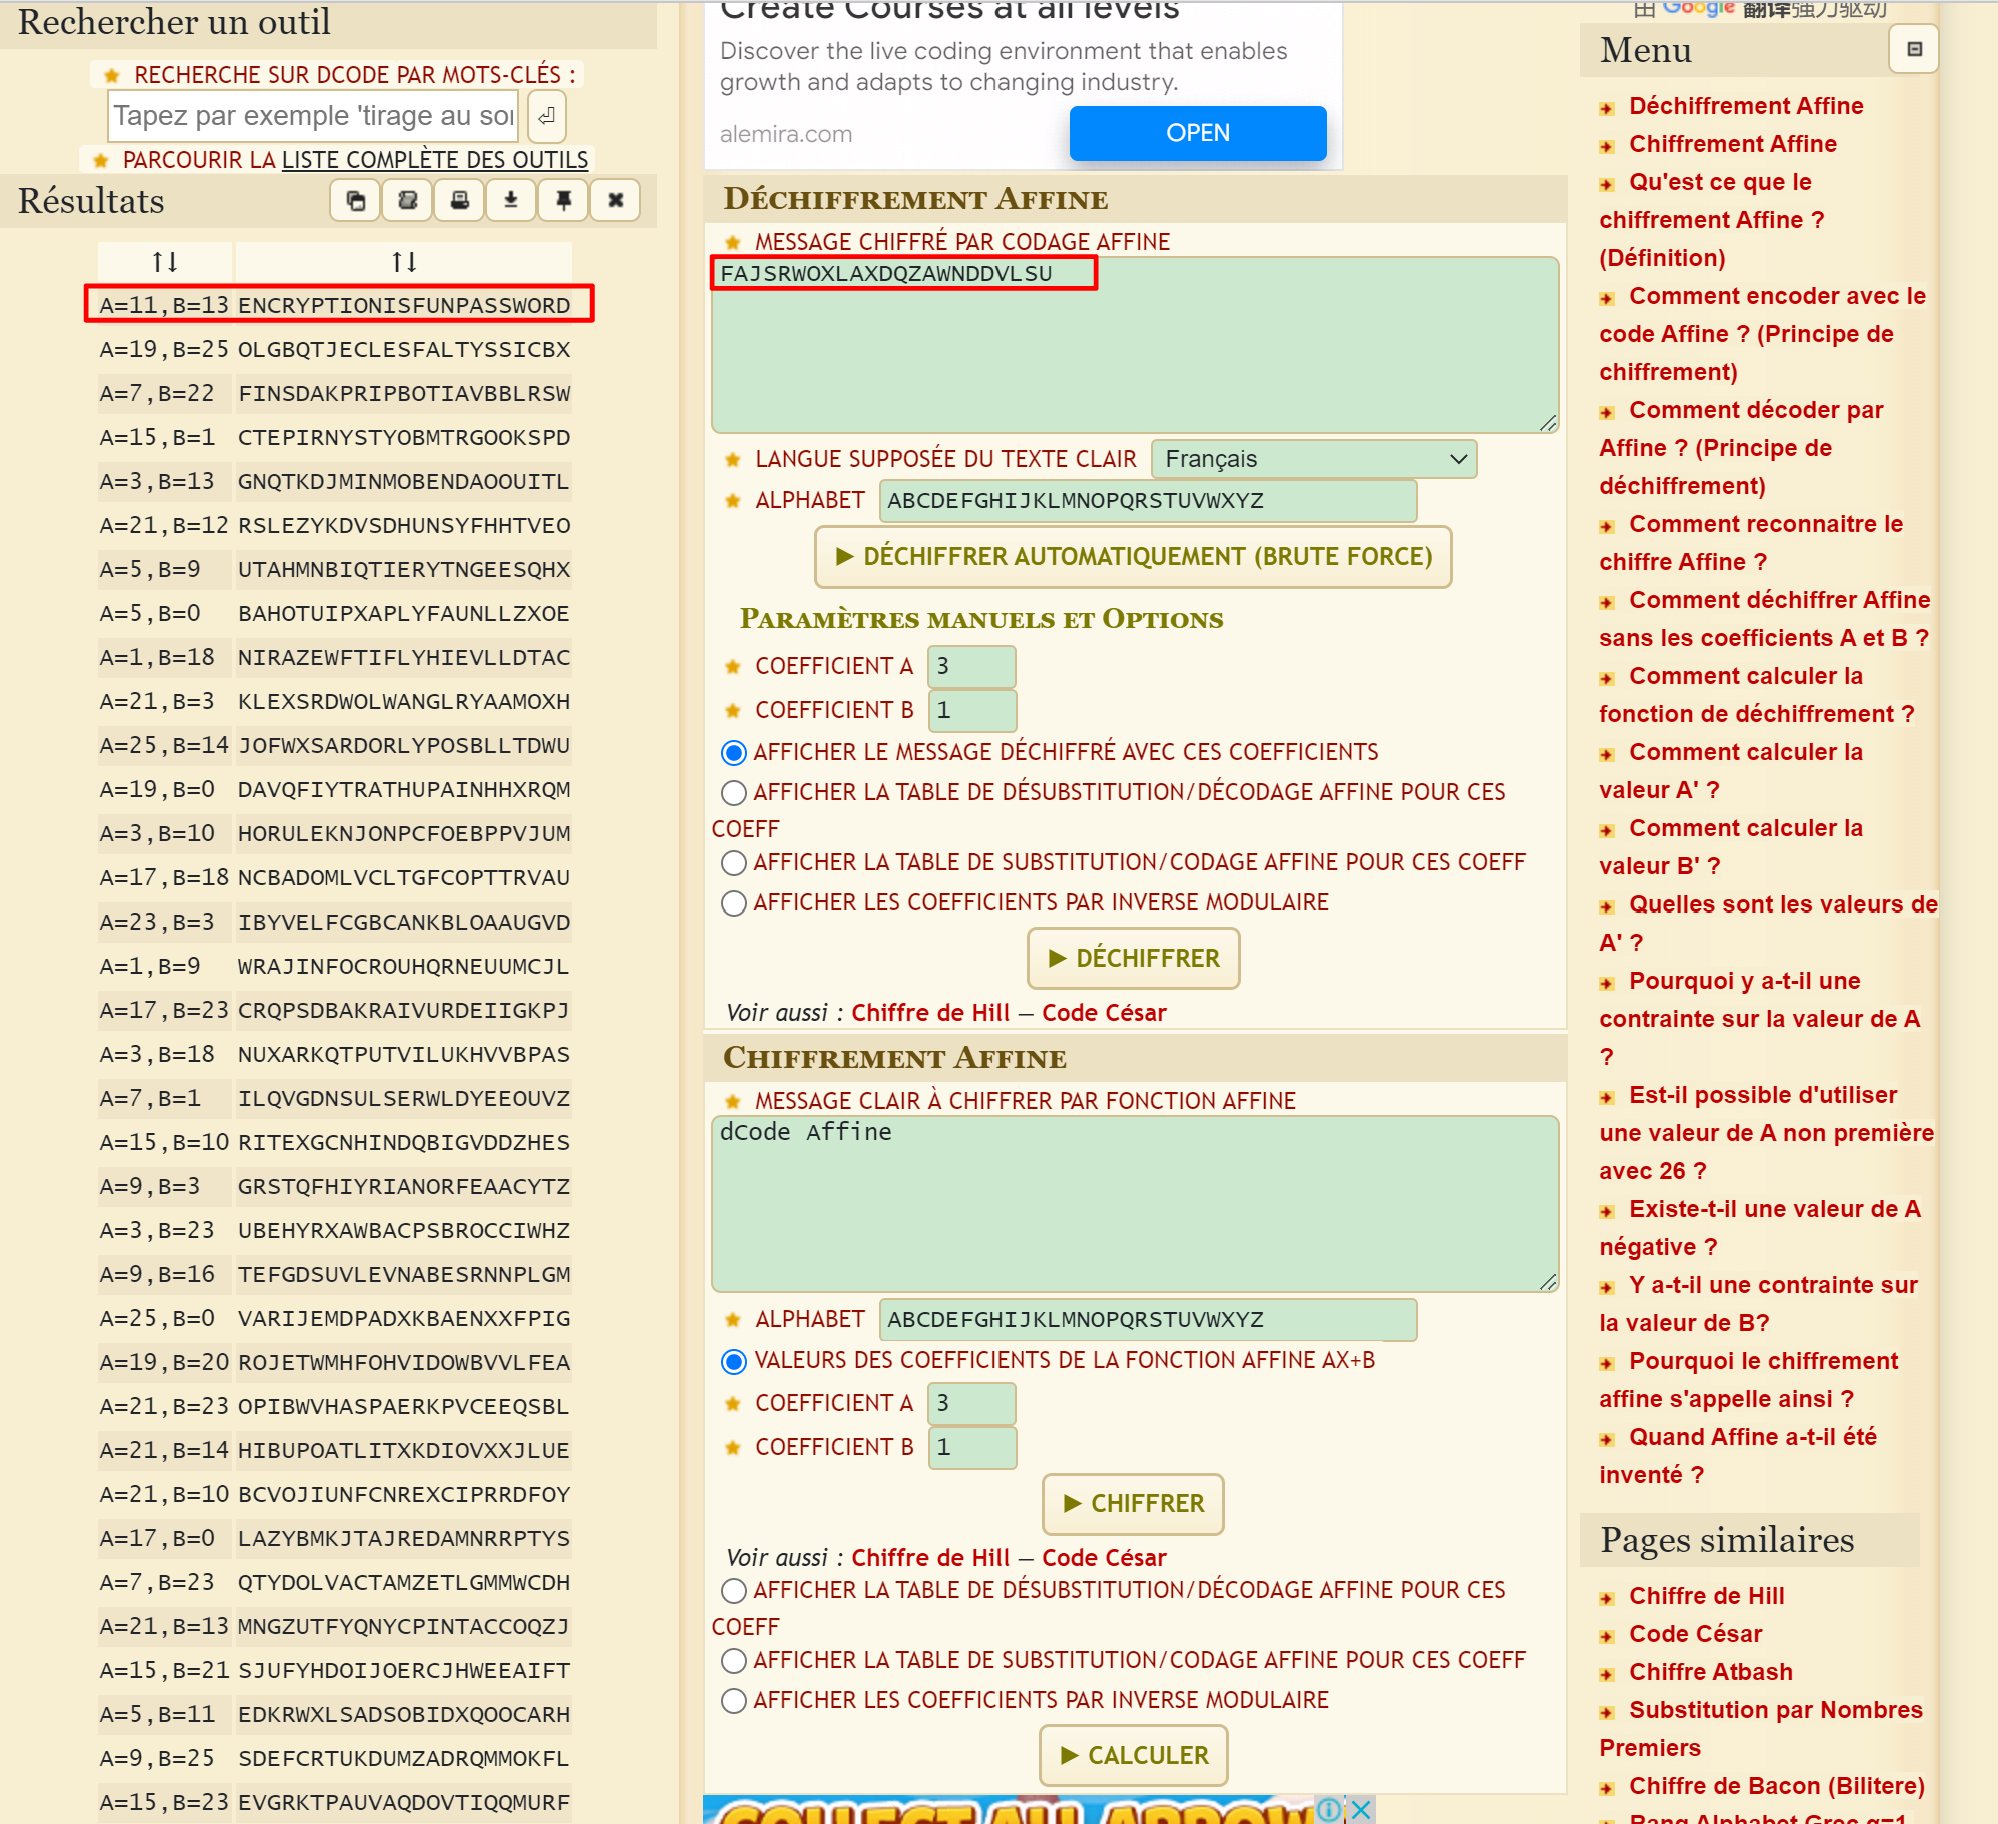 Rechercher un outil
RECHERCHE SUR DCODE PAR MOTS-CLÉS :
Tapez par exemple 'tirage au sor
PARCOURIR LA LISTE COMPLÈTE DES OUTILS
Résultats
↑↓ ↑↓
A=11,B=13 ENCRYPTIONISFUNPASSWORD
A=19,B=25 OLGBQTJECLESFALTYSSICBX
A=7,B=22 FINSDAKPRIPBOTIAVBBLRSW
A=15,B=1 CTEPIRNYSTYOBMTRGOOKSPD
A=3,B=13 GNQTKDJMINMOBENDAOOUITL
A=21,B=12 RSLEZYKDVSDHUNSYFHHTVEO
A=5,B=9 UTAHMNBIQTIERYTNGEESQHX
A=5,B=0 BAHOTUIPXAPLYFAUNLLZXOE
A=1,B=18 NIRAZEWFTIFLYHIEVLLDTAC
A=21,B=3 KLEXSRDWOLWANGLRYAAMOXH
A=25,B=14 JOFWXSARDORLYPOSBLLTDWU
A=19,B=0 DAVQFIYTRATHUPAINHHXRQM
A=3,B=10 HORULEKNJONPCFOEBPPVJUM
A=17,B=18 NCBADOMLVCLTGFCOPTTRVAU
A=23,B=3 IBYVELFCGBCANKBLOAAUGVD
A=1,B=9 WRAJINFOCROUHQRNEUUMCJL
A=17,B=23 CRQPSDBAKRAIVURDEIIGKPJ
A=3,B=18 NUXARKQTPUTVILUKHVVBPAS
A=7,B=1 ILQVGDNSULSERWLDYEEOUVZ
A=15,B=10 RITEXGCNHINDQBIGVDDZHES
A=9,B=3 GRSTQFHIYRIANORFEAACYTZ
A=3,B=23 UBEHYRXAWBACPSBROCCIWHZ
A=9,B=16 TEFGDSUVLEVNABESRNNPLGM
A=25,B=0 VARIJEMDPADXKBAENXXFPIG
A=19,B=20 ROJETWMHFOHVIDOWBVVLFEA
A=21,B=23 OPIBWVHASPAERKPVCEEQSBL
A=21,B=14 HIBUPOATLITXKDIOVXXJLUE
A=21,B=10 BCVOJIUNFCNREXCIPRRDFOY
A=17,B=0 LAZYBMKJTAJREDAMNRRPTYS
A=7,B=23 QTYDOLVACTAMZETLGMMWCDH
A=21,B=13 MNGZUTFYQNYCPINTACCOQZJ
A=15,B=21 SJUFYHDOIJOERCJHWEEAIFT
A=5,B=11 EDKRWXLSADSOBIDXQOOCARH
A=9,B=25 SDEFCRTUKDUMZADRQMMOKFL
A=15,B=23 EVGRKTPAUVAQDOVTIQQMURF
Create Courses at all levels
Discover the live coding environment that enables
growth and adapts to changing industry.
alemira.com
OPEN
DÉCHIFFREMENT AFFINE
MESSAGE CHIFFRÉ PAR CODAGE AFFINE
FAJSRWOXLAXDQZAWNDDVLSU
LANGUE SUPPOSÉE DU TEXTE CLAIR Français
ALPHABET ABCDEFGHIJKLMNOPQRSTUVWXYZ
▶ DÉCHIFFRER AUTOMATIQUEMENT (BRUTE FORCE)
PARAMÈTRES MANUELS ET OPTIONS
COEFFICIENT A 3
COEFFICIENT B 1
AFFICHER LE MESSAGE DÉCHIFFRÉ AVEC CES COEFFICIENTS
AFFICHER LA TABLE DE DÉSUBSTITUTION/DÉCODAGE AFFINE POUR CES
COEFF
AFFICHER LA TABLE DE SUBSTITUTION/CODAGE AFFINE POUR CES COEFF
AFFICHER LES COEFFICIENTS PAR INVERSE MODULAIRE
▶ DÉCHIFFRER
Voir aussi : Chiffre de Hill — Code César
CHIFFREMENT AFFINE
MESSAGE CLAIR À CHIFFRER PAR FONCTION AFFINE
dCode Affine
ALPHABET ABCDEFGHIJKLMNOPQRSTUVWXYZ
VALEURS DES COEFFICIENTS DE LA FONCTION AFFINE AX+B
COEFFICIENT A 3
COEFFICIENT B 1
▶ CHIFFRER
Voir aussi : Chiffre de Hill — Code César
AFFICHER LA TABLE DE DÉSUBSTITUTION/DÉCODAGE AFFINE POUR CES
COEFF
AFFICHER LA TABLE DE SUBSTITUTION/CODAGE AFFINE POUR CES COEFF
AFFICHER LES COEFFICIENTS PAR INVERSE MODULAIRE
▶ CALCULER
COLLECT ALL
由 Google 翻译强力驱动
Menu
Déchiffrement Affine
Chiffrement Affine
Qu'est ce que le
chiffrement Affine ?
(Définition)
Comment encoder avec le
code Affine ? (Principe de
chiffrement)
Comment décoder par
Affine ? (Principe de
déchiffrement)
Comment reconnaitre le
chiffre Affine ?
Comment déchiffrer Affine
sans les coefficients A et B ?
Comment calculer la
fonction de déchiffrement ?
Comment calculer la
valeur A' ?
Comment calculer la
valeur B' ?
Quelles sont les valeurs de
A' ?
Pourquoi y a-t-il une
contrainte sur la valeur de A
?
Est-il possible d'utiliser
une valeur de A non première
avec 26 ?
Existe-t-il une valeur de A
négative ?
Y a-t-il une contrainte sur
la valeur de B?
Pourquoi le chiffrement
affine s'appelle ainsi ?
Quand Affine a-t-il été
inventé ?
Pages similaires
Chiffre de Hill
Code César
Chiffre Atbash
Substitution par Nombres
Premiers
Chiffre de Bacon (Bilitere)